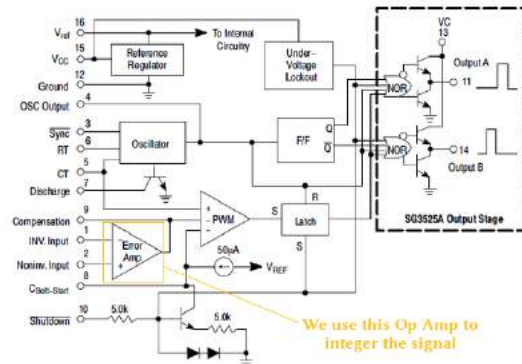 16
Vref
15
VCC
12
Ground
4
OSC Output
3
Sync
6
RT
5
CT
7
Discharge
9
Compensation
1
INV. Input
2
Noninv. Input
8
CSoft-Start
10
Shutdown
Reference
Regulator
To Internal
Circuitry
Under-
Voltage
Lockout
Oscillator
F/F
Q
Q
NOR
NOR
VC
13
Output A
11
14
Output B
SG3525A Output Stage
+
−
−
PWM
R
S
Latch
S
Error
Amp
−
+
50μA
VREF
5.0k
5.0k
We use this Op Amp to
integer the signal